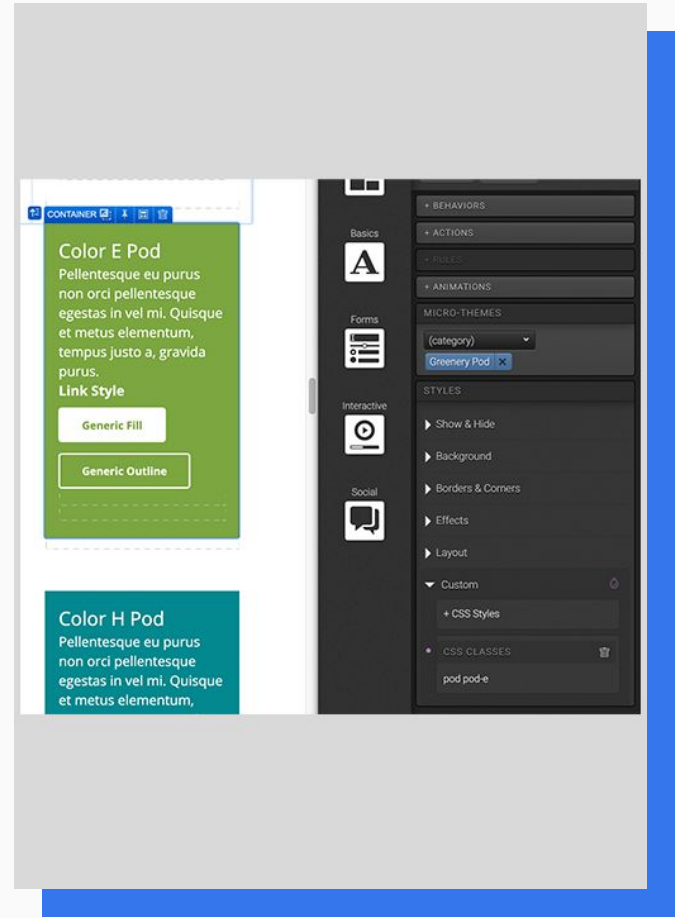 CONTAINER
Color E Pod
Pellentesque eu purus
non orci pellentesque
egestas in vel mi. Quisque
et metus elementum,
tempus justo a, gravida
purus.
Link Style
Generic Fill
Generic Outline
Color H Pod
Pellentesque eu purus
non orci pellentesque
egestas in vel mi. Quisque
et metus elementum,
Basics
A
Forms
Interactive
Social
+ BEHAVIORS
+ ACTIONS
+ RULES
+ ANIMATIONS
MICRO-THEMES
(category)
Greenery Pod
STYLES
Show & Hide
Background
Borders & Corners
Effects
Layout
Custom
+ CSS Styles
CSS CLASSES
pod pod-e